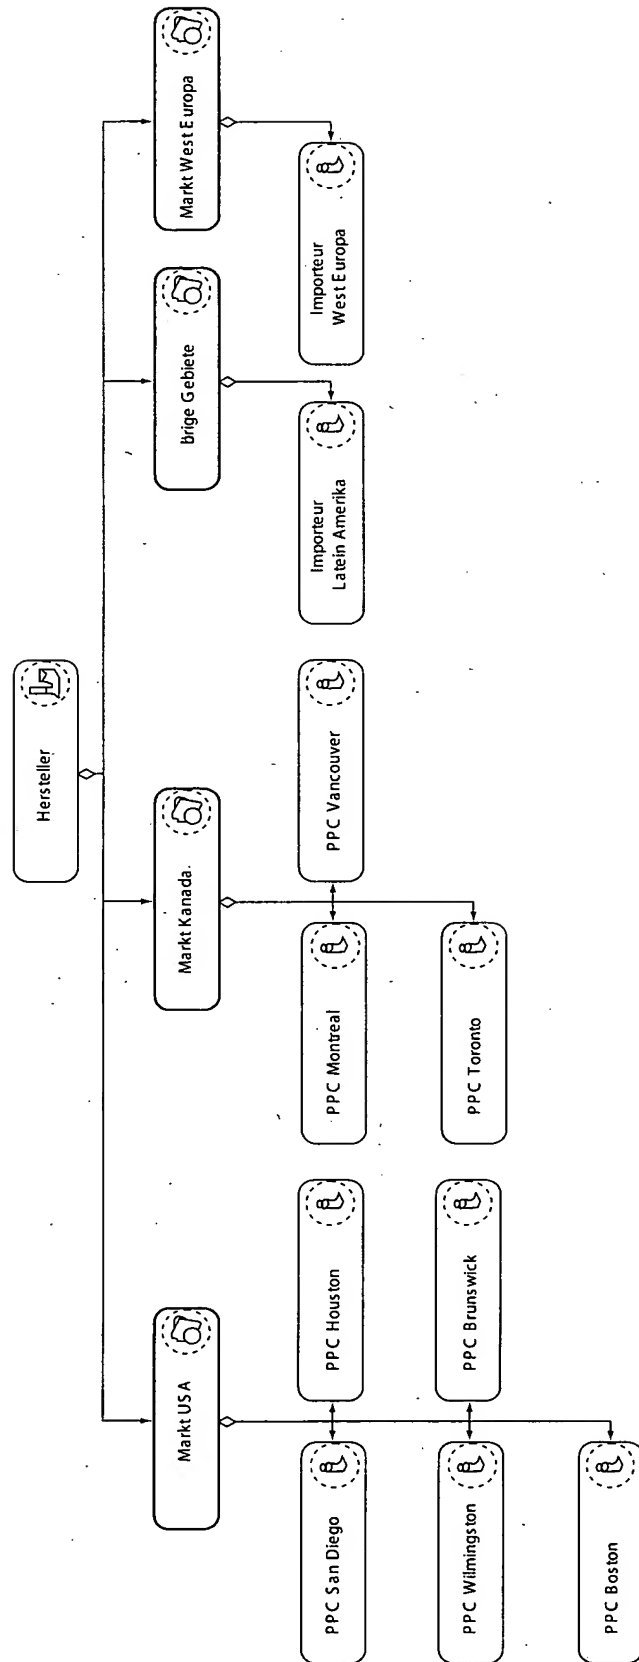 Hersteller
Markt USA
Markt Kanada
brige Gebiete
Markt West Europa
PPC San Diego
PPC Houston
PPC Montreal
PPC Vancouver
Importeur
Latein Amerika
Importeur
West Europa
PPC Wilmingston
PPC Brunswick
PPC Toronto
PPC Boston